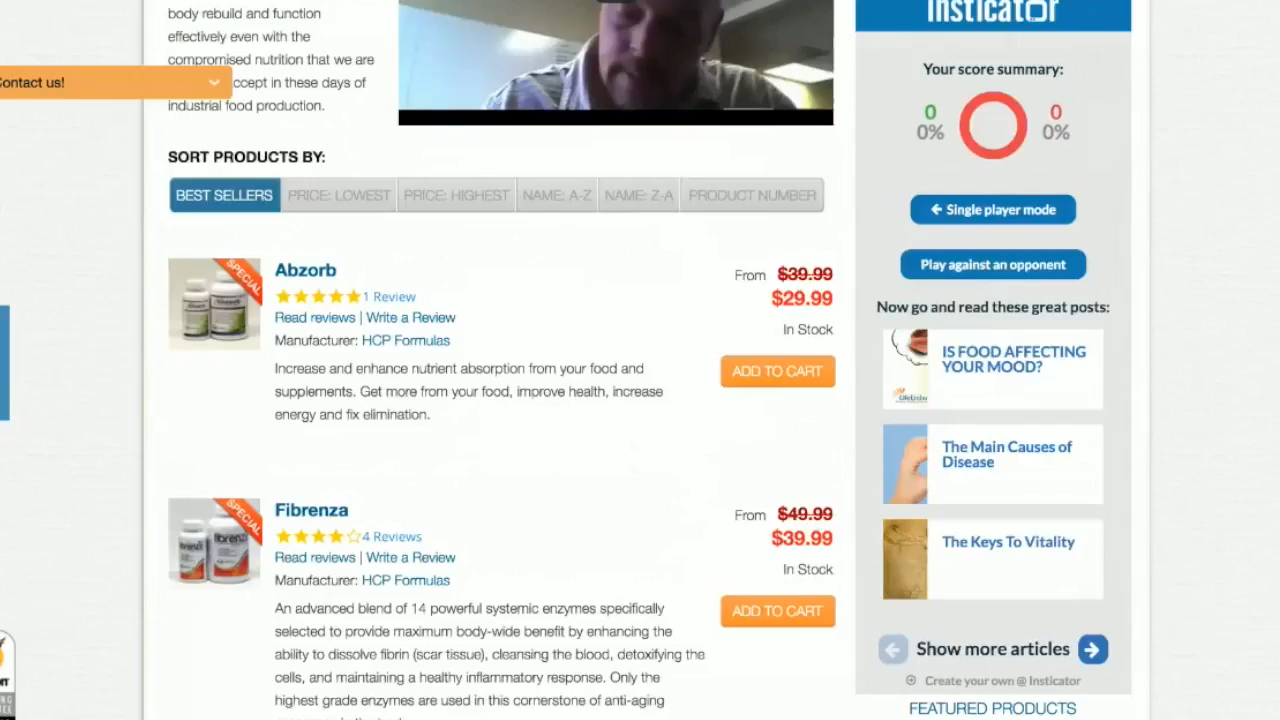 body rebuild and function
effectively even with the
compromised nutrition that we are
ccept in these days of
industrial food production.
Contact us!
SORT PRODUCTS BY:
BEST SELLERS PRICE: LOWEST PRICE: HIGHEST NAME: A-Z NAME: Z-A PRODUCT NUMBER
SPECIAL
Abzorb
1 Review
Read reviews | Write a Review
Manufacturer: HCP Formulas
Increase and enhance nutrient absorption from your food and
supplements. Get more from your food, improve health, increase
energy and fix elimination.
From $39.99
$29.99
In Stock
ADD TO CART
SPECIAL
Fibrenza
4 Reviews
Read reviews | Write a Review
Manufacturer: HCP Formulas
An advanced blend of 14 powerful systemic enzymes specifically
selected to provide maximum body-wide benefit by enhancing the
ability to dissolve fibrin (scar tissue), cleansing the blood, detoxifying the
cells, and maintaining a healthy inflammatory response. Only the
highest grade enzymes are used in this cornerstone of anti-aging
From $49.99
$39.99
In Stock
ADD TO CART
Insticator
Your score summary:
0 0
0% 0%
← Single player mode
Play against an opponent
Now go and read these great posts:
IS FOOD AFFECTING
YOUR MOOD?
The Main Causes of
Disease
The Keys To Vitality
Show more articles
Create your own @ Insticator
FEATURED PRODUCTS